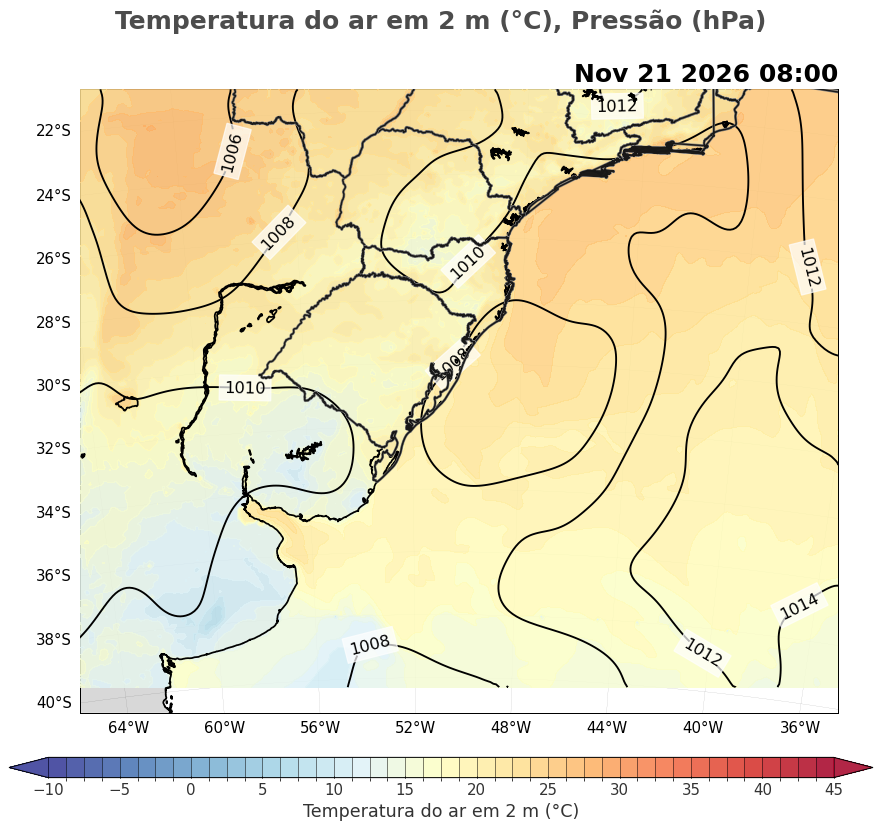 Temperatura do ar em 2 m (°C), Pressão (hPa)
Nov 21 2026 08:00
1012
22°S
1006
24°S
1008
26°S
1010
1012
28°S
1008
30°S
1010
32°S
34°S
36°S
1014
38°S
1008
1012
40°S
64°W 60°W 56°W 52°W 48°W 44°W 40°W 36°W
−10 −5 0 5 10 15 20 25 30 35 40 45
Temperatura do ar em 2 m (°C)